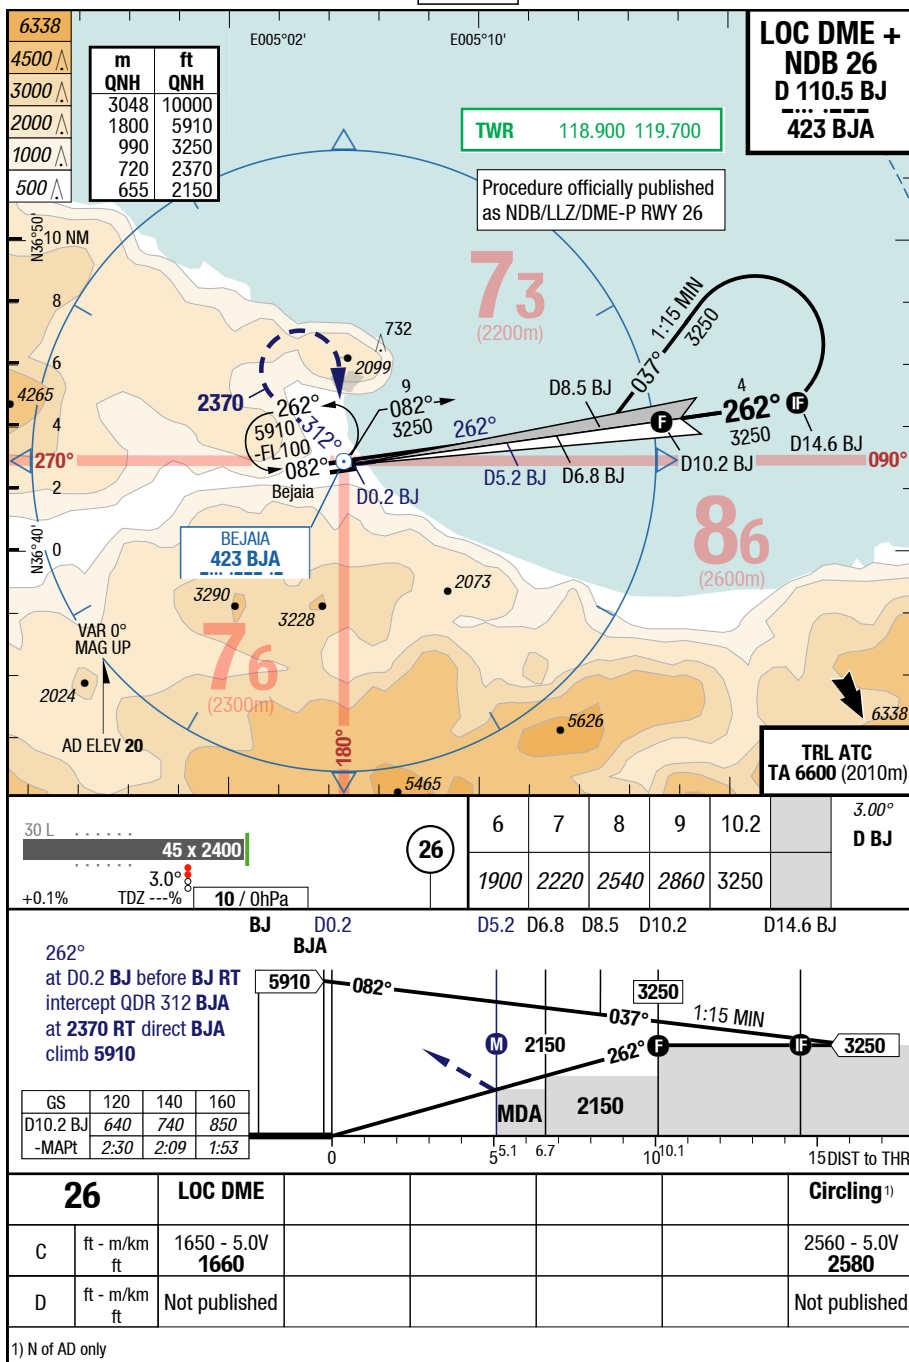 6338
4500
3000
2000
1000
500
m ft
QNH QNH
3048 10000
1800 5910
990 3250
720 2370
655 2150
E005°02'
E005°10'
LOC DME +
NDB 26
D 110.5 BJ
423 BJA
TWR 118.900 119.700
Procedure officially published
as NDB/LLZ/DME-P RWY 26
N36°50'
10 NM
8
6
4
2
0
N36°40'
73
(2200m)
1:15 MIN
3250
037°
732
2099
4265
2370
262°
5910
-FL100
082°
312°
Bejaia
9
082°
3250
262°
D8.5 BJ
4
262°
3250
F
IF
D14.6 BJ
D10.2 BJ
D6.8 BJ
D5.2 BJ
D0.2 BJ
270°
090°
180°
BEJAIA
423 BJA
86
(2600m)
3290
3228
2073
76
(2300m)
VAR 0°
MAG UP
2024
AD ELEV 20
5626
5465
6338
TRL ATC
TA 6600 (2010m)
30 L
45 x 2400
3.0°
+0.1%
TDZ ---%
10 / 0hPa
26
6 7 8 9 10.2
1900 2220 2540 2860 3250
3.00°
D BJ
BJ D0.2 D5.2 D6.8 D8.5 D10.2 D14.6 BJ
BJA
262°
at D0.2 BJ before BJ RT
intercept QDR 312 BJA
at 2370 RT direct BJA
climb 5910
5910
082°
3250
037°
1:15 MIN
M
2150
262°
F
IF
3250
MDA
2150
GS 120 140 160
D10.2 BJ 640 740 850
-MAPt 2:30 2:09 1:53
0 5 5.1 6.7 10 10.1 15 DIST to THR
26 LOC DME Circling 1)
C ft - m/km 1650 - 5.0V 2560 - 5.0V
ft 1660 2580
D ft - m/km Not published Not published
ft
1) N of AD only